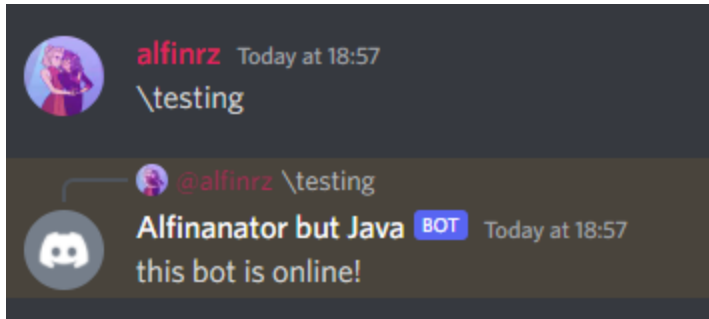 alfinrz Today at 18:57
\testing
@alfinrz \testing
Alfinanator but Java BOT Today at 18:57
this bot is online!